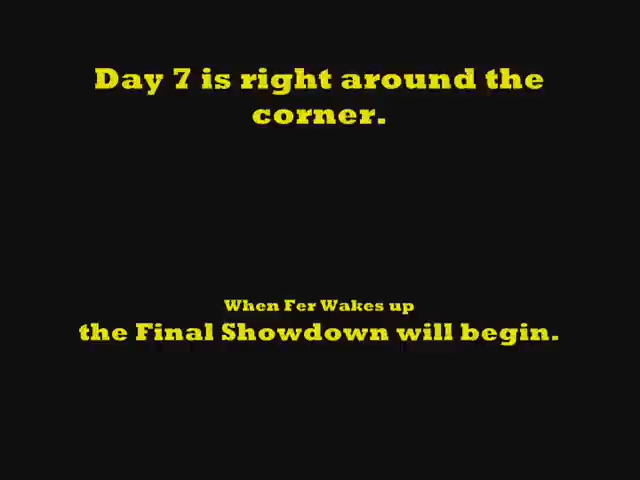 Day 7 is right around the
corner.
When Fer Wakes up
the Final Showdown will begin.